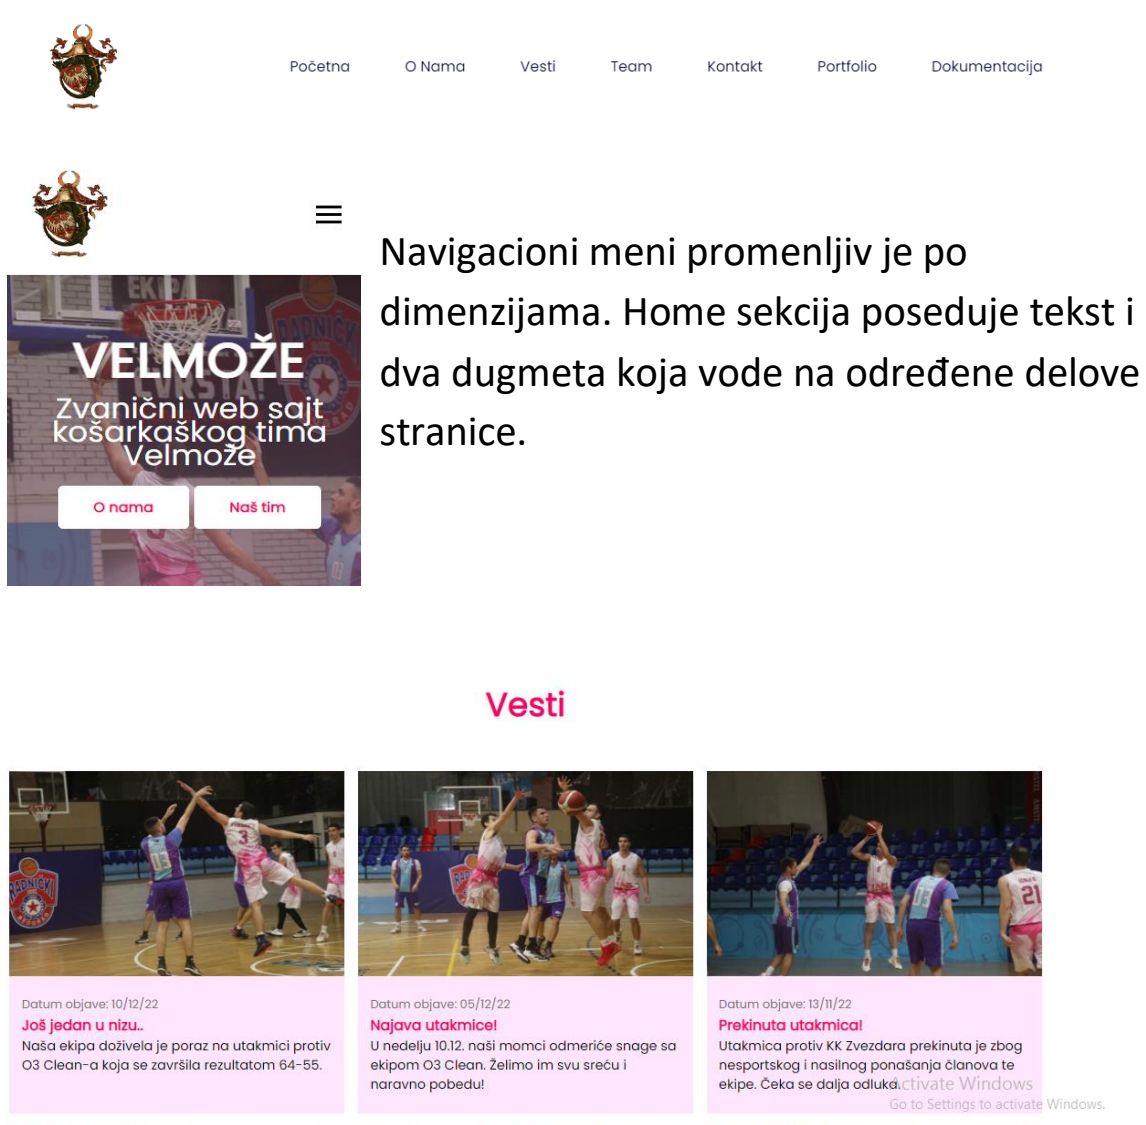 Početna O Nama Vesti Team Kontakt Portfolio Dokumentacija
EKIPA
RADNIČKI
ČVRSTA!
VELMOŽE
Zvanični web sajt
košarkaškog tima
Velmože
O nama Naš tim
Navigacioni meni promenljiv je po
dimenzijama. Home sekcija poseduje tekst i
dva dugmeta koja vode na određene delove
stranice.
Vesti
RADNIČKI
3
21
Datum objave: 10/12/22
Još jedan u nizu..
Naša ekipa doživela je poraz na utakmici protiv
O3 Clean-a koja se završila rezultatom 64-55.
Datum objave: 05/12/22
Najava utakmice!
U nedelju 10.12. naši momci odmeriće snage sa
ekipom O3 Clean. Želimo im svu sreću i
naravno pobedu!
Datum objave: 13/11/22
Prekinuta utakmica!
Utakmica protiv KK Zvezdara prekinuta je zbog
nesportskog i nasilnog ponašanja članova te
ekipe. Čeka se dalja odluka.
Activate Windows
Go to Settings to activate Windows.